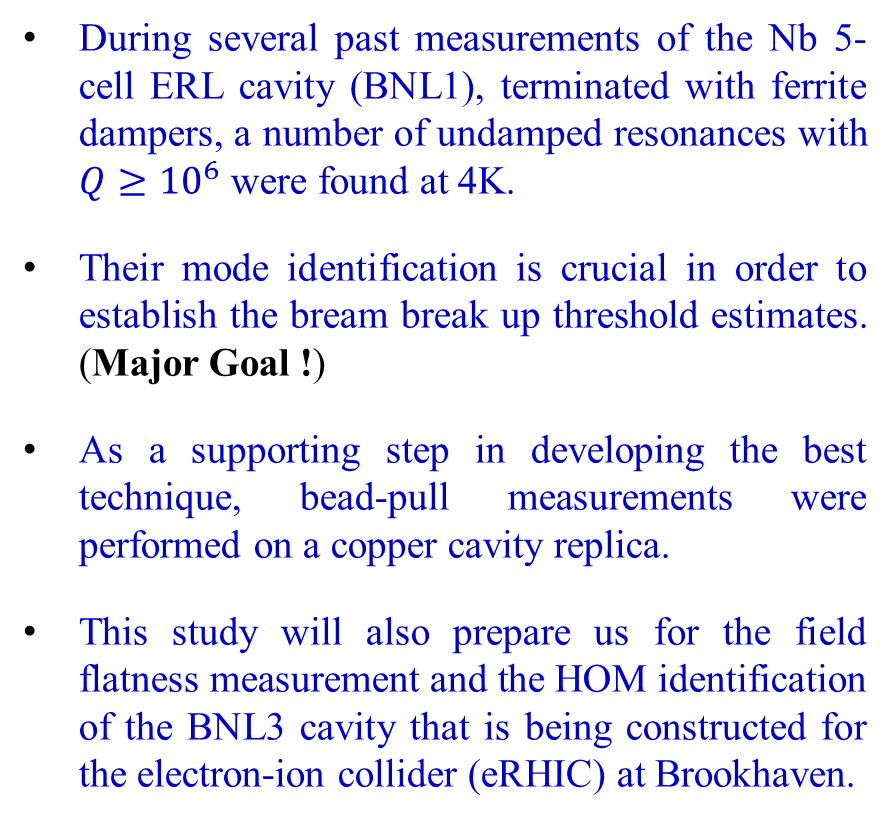 • During several past measurements of the Nb 5-
cell ERL cavity (BNL1), terminated with ferrite
dampers, a number of undamped resonances with
Q ≥ 10⁶ were found at 4K.
• Their mode identification is crucial in order to
establish the bream break up threshold estimates.
(Major Goal !)
• As a supporting step in developing the best
technique, bead-pull measurements were
performed on a copper cavity replica.
• This study will also prepare us for the field
flatness measurement and the HOM identification
of the BNL3 cavity that is being constructed for
the electron-ion collider (eRHIC) at Brookhaven.